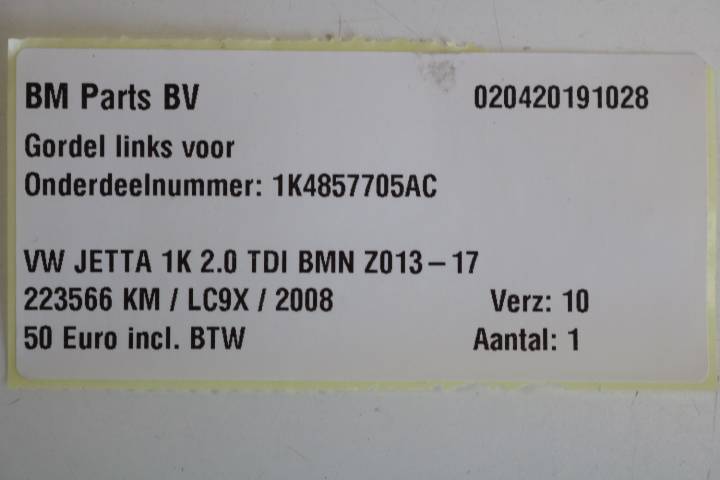 BM Parts BV 020420191028
Gordel links voor
Onderdeelnummer: 1K4857705AC
VW JETTA 1K 2.0 TDI BMN Z013-17
223566 KM / LC9X / 2008 Verz: 10
50 Euro incl. BTW Aantal: 1